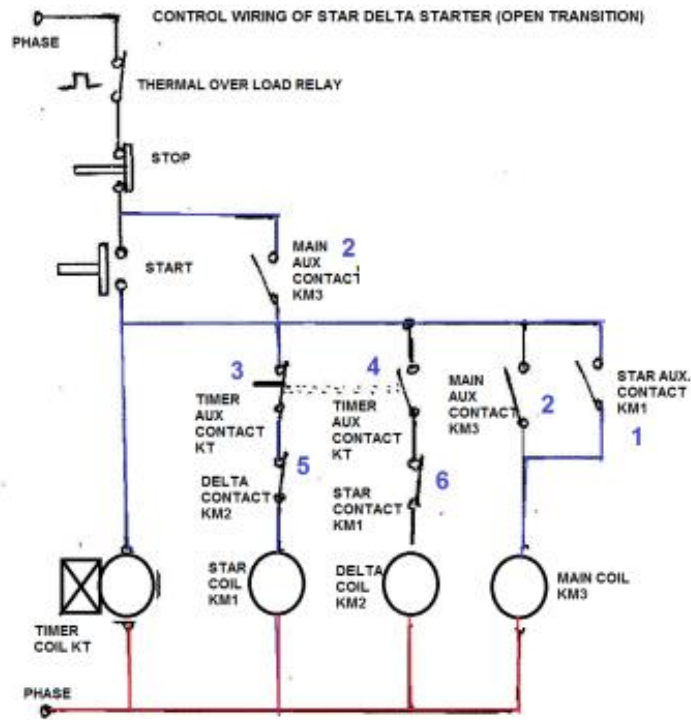 CONTROL WIRING OF STAR DELTA STARTER (OPEN TRANSITION)
PHASE
THERMAL OVER LOAD RELAY
STOP
START
MAIN 2
AUX
CONTACT
KM3
3
TIMER
AUX
CONTACT
KT
4
TIMER
AUX
CONTACT
KT
MAIN
AUX
CONTACT
KM3
2
STAR AUX.
CONTACT
KM1
1
5
DELTA
CONTACT
KM2
6
STAR
CONTACT
KM1
TIMER
COIL KT
STAR
COIL
KM1
DELTA
COIL
KM2
MAIN COIL
KM3
PHASE